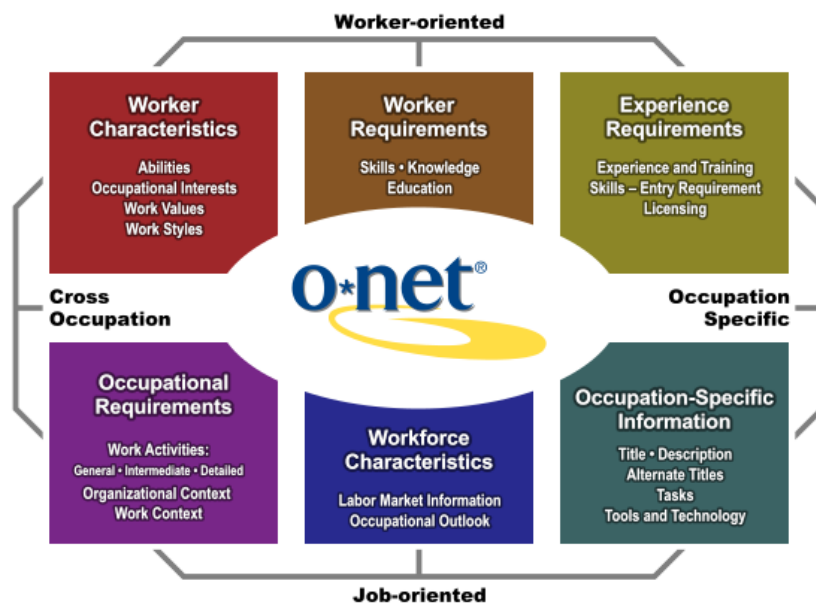 Worker-oriented
Worker
Characteristics
Abilities
Occupational Interests
Work Values
Work Styles
Worker
Requirements
Skills • Knowledge
Education
Experience
Requirements
Experience and Training
Skills – Entry Requirement
Licensing
Cross
Occupation
o*net®
Occupation
Specific
Occupational
Requirements
Work Activities:
General • Intermediate • Detailed
Organizational Context
Work Context
Workforce
Characteristics
Labor Market Information
Occupational Outlook
Occupation-Specific
Information
Title • Description
Alternate Titles
Tasks
Tools and Technology
Job-oriented